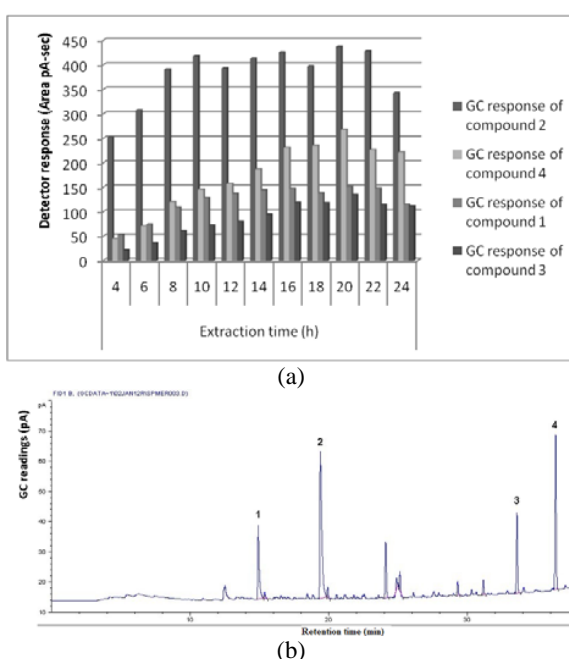 450
400
350
300
250
200
150
100
50
0
Detector response (Area pA-sec)
4 6 8 10 12 14 16 18 20 22 24
Extraction time (h)
GC response of
compound 2
GC response of
compound 4
GC response of
compound 1
GC response of
compound 3
(a)
pA
70
60
50
40
30
20
10
GC readings (pA)
1
2
3
4
10 20 30
Retention time (min)
(b)